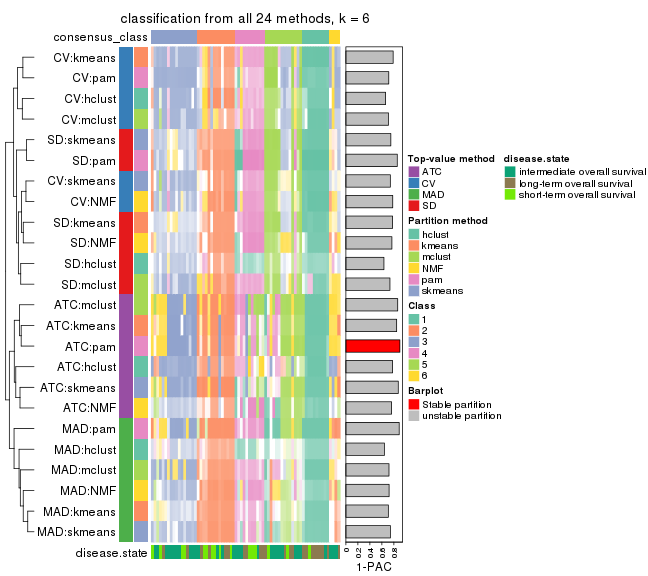 classification from all 24 methods, k = 6
consensus_class
CV:kmeans
CV:pam
CV:hclust
CV:mclust
SD:skmeans
SD:pam
CV:skmeans
CV:NMF
SD:kmeans
SD:NMF
SD:hclust
SD:mclust
ATC:mclust
ATC:kmeans
ATC:pam
ATC:hclust
ATC:skmeans
ATC:NMF
MAD:pam
MAD:hclust
MAD:mclust
MAD:NMF
MAD:kmeans
MAD:skmeans
disease.state
0 0.2 0.4 0.6 0.8
1-PAC
Top-value method
ATC
CV
MAD
SD
Partition method
hclust
kmeans
mclust
NMF
pam
skmeans
Class
1
2
3
4
5
6
Barplot
Stable partition
unstable partition
disease.state
intermediate overall survival
long-term overall survival
short-term overall survival